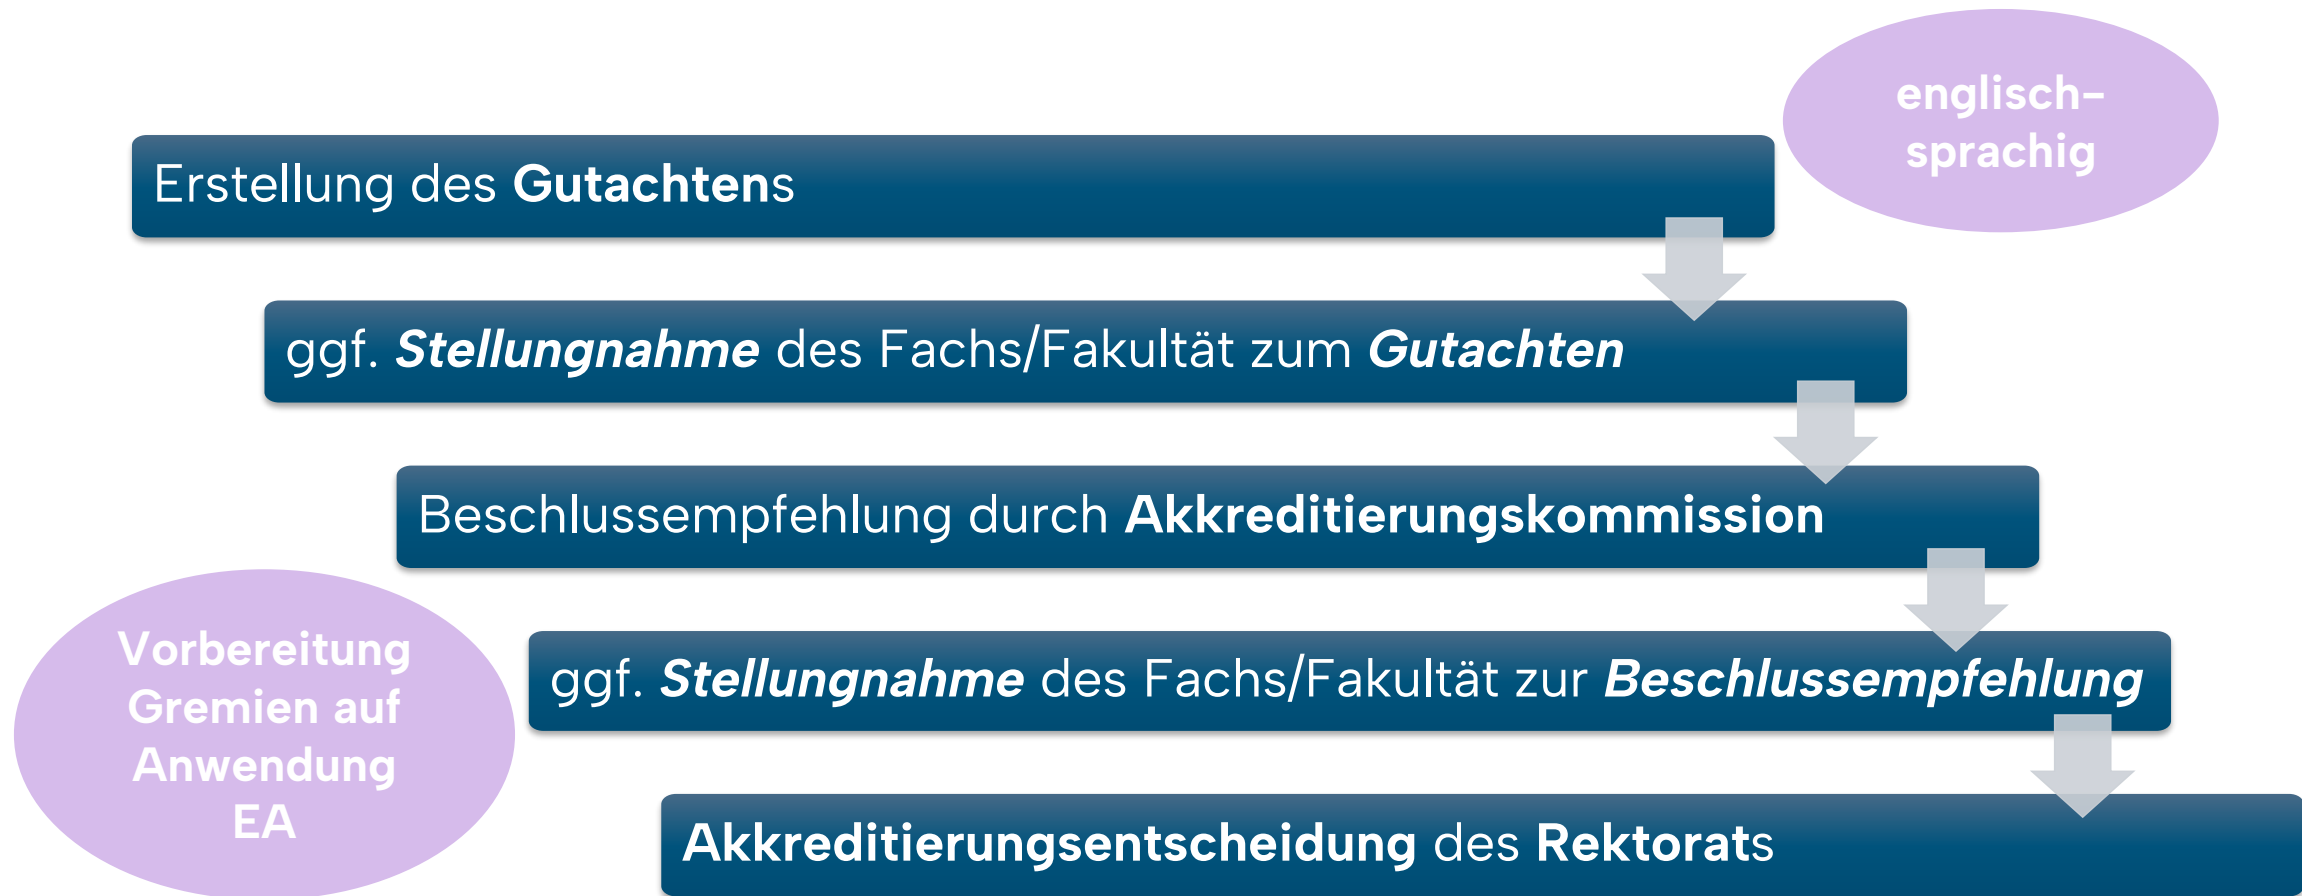 englisch-
sprachig
Erstellung des Gutachtens
ggf. Stellungnahme des Fachs/Fakultät zum Gutachten
Beschlussempfehlung durch Akkreditierungskommission
Vorbereitung
Gremien auf
Anwendung
EA
ggf. Stellungnahme des Fachs/Fakultät zur Beschlussempfehlung
Akkreditierungsentscheidung des Rektorats